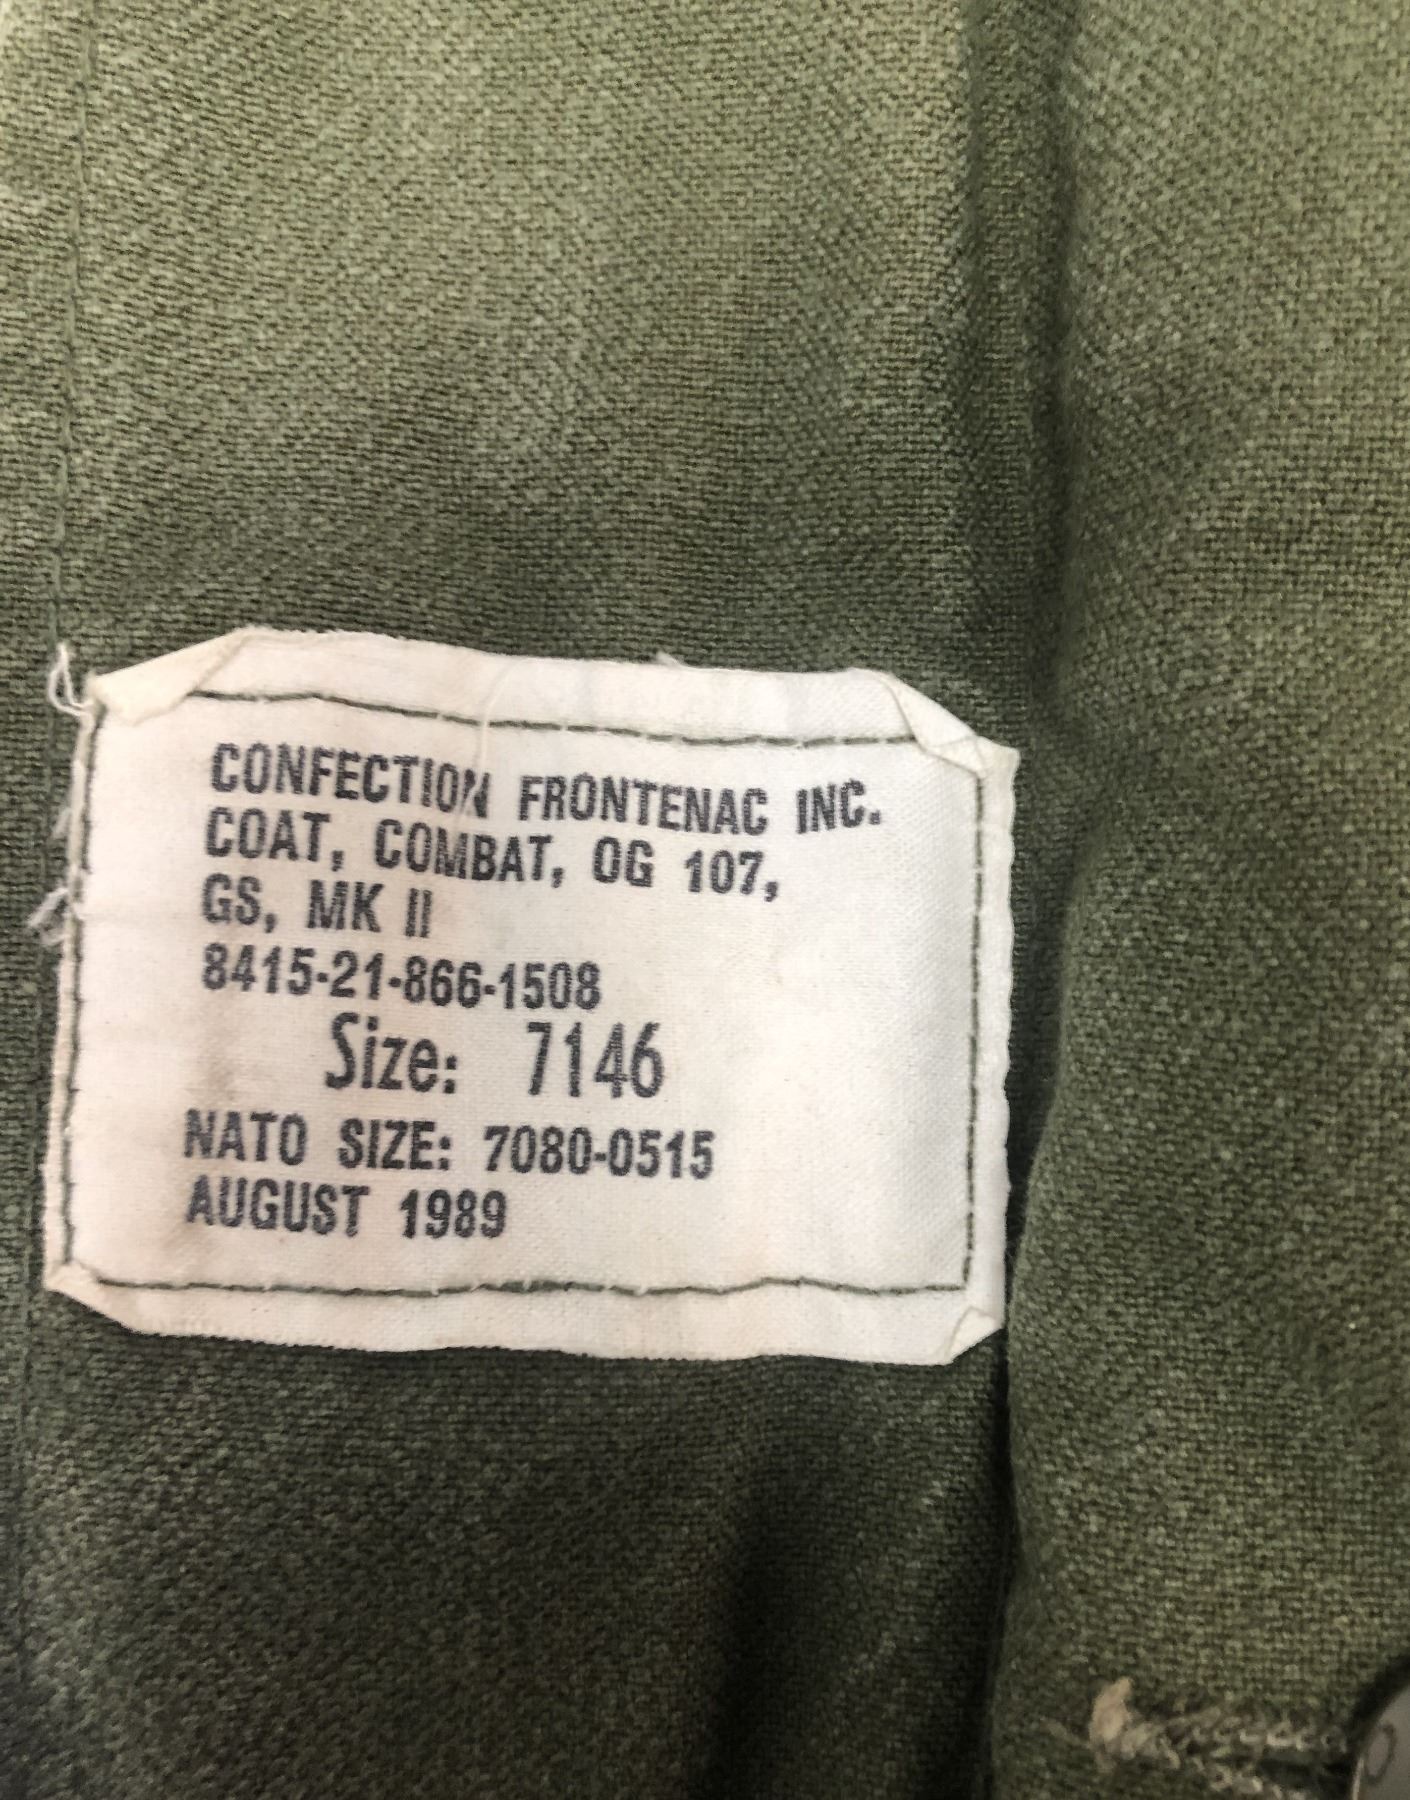 CONFECTION FRONTENAC INC.
COAT, COMBAT, OG 107,
GS, MK II
8415-21-866-1508
Size: 7146
NATO SIZE: 7080-0515
AUGUST 1989